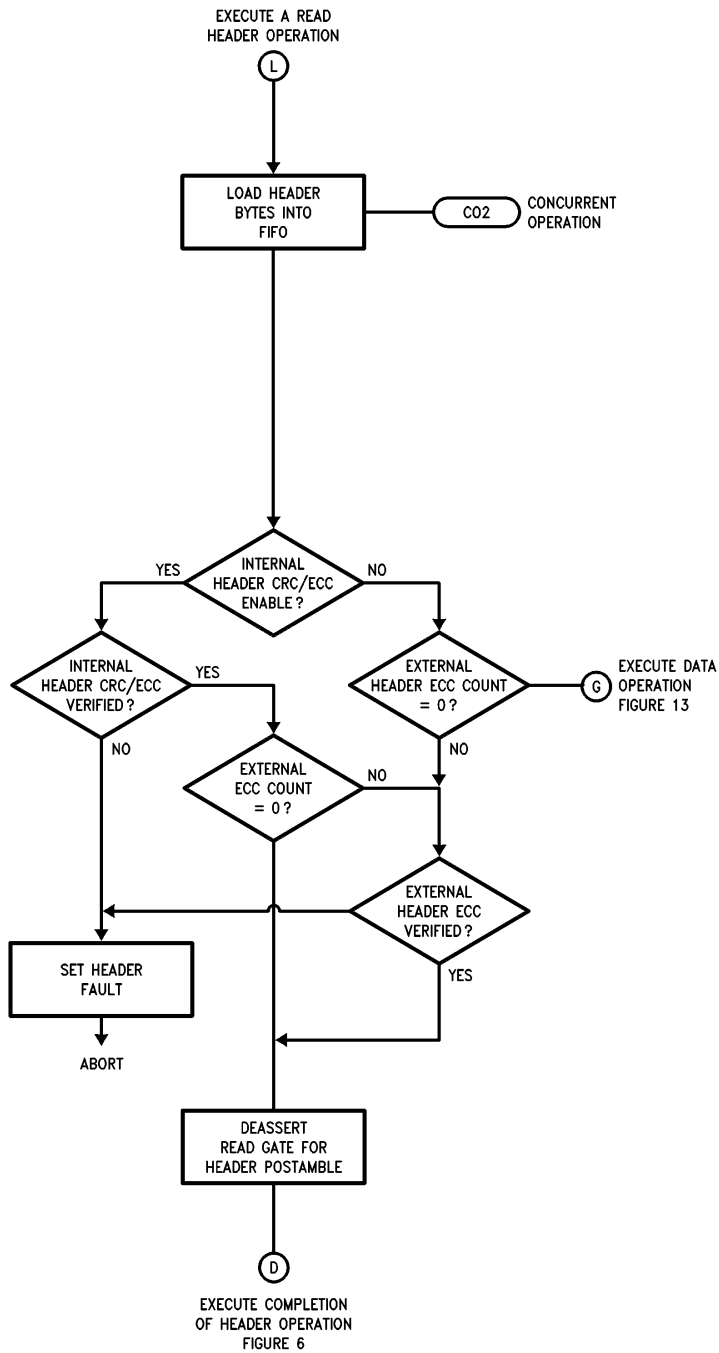 EXECUTE A READ
HEADER OPERATION
L
LOAD HEADER
BYTES INTO
FIFO
CO2
CONCURRENT
OPERATION
INTERNAL
HEADER CRC/ECC
ENABLE?
YES
NO
INTERNAL
HEADER CRC/ECC
VERIFIED?
YES
NO
EXTERNAL
HEADER ECC COUNT
= 0?
NO
G
EXECUTE DATA
OPERATION
FIGURE 13
EXTERNAL
ECC COUNT
= 0?
NO
EXTERNAL
HEADER ECC
VERIFIED?
YES
SET HEADER
FAULT
ABORT
DEASSERT
READ GATE FOR
HEADER POSTAMBLE
D
EXECUTE COMPLETION
OF HEADER OPERATION
FIGURE 6